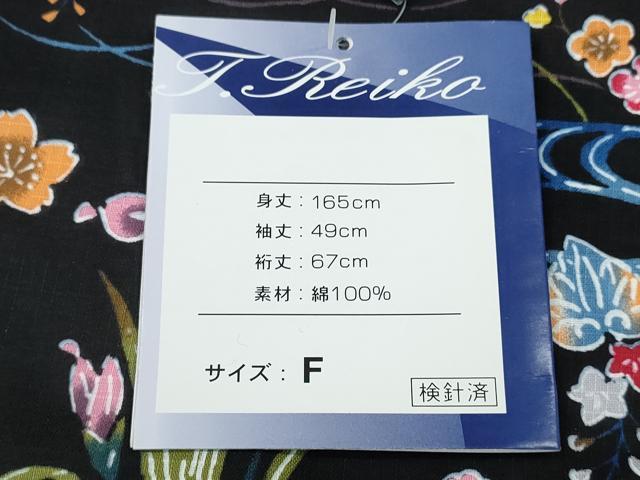 T.Reiko
身丈：165cm
袖丈：49cm
裄丈：67cm
素材：綿100%
サイズ：F
検針済